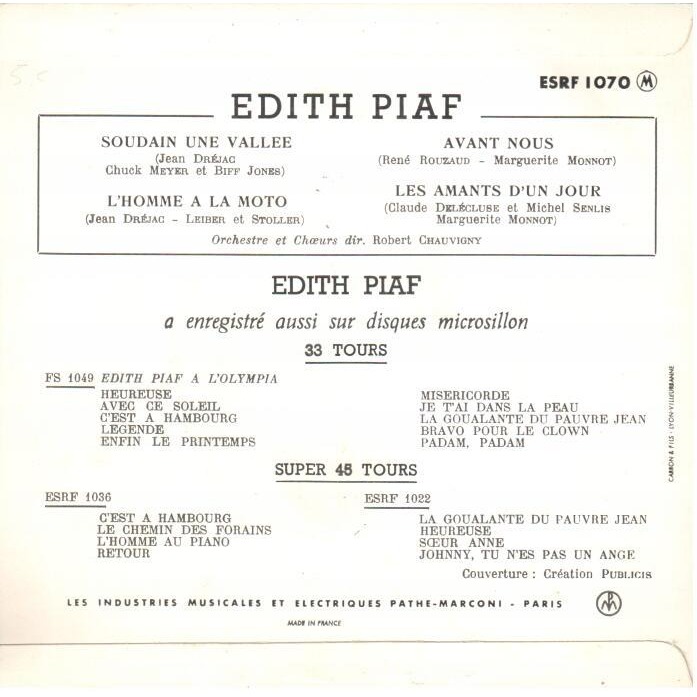 5.c
ESRF 1070 M
EDITH PIAF
SOUDAIN UNE VALLEE
(Jean DRÉJAC
Chuck MEYER et BIFF JONES)
L'HOMME A LA MOTO
(Jean DRÉJAC - LEIBER et STOLLER)
AVANT NOUS
(René ROUZAUD - Marguerite MONNOT)
LES AMANTS D'UN JOUR
(Claude DELÉCLUSE et Michel SENLIS
Marguerite MONNOT)
Orchestre et Chœurs dir. Robert CHAUVIGNY
EDITH PIAF
a enregistré aussi sur disques microsillon
33 TOURS
FS 1049 EDITH PIAF A L'OLYMPIA
HEUREUSE
AVEC CE SOLEIL
C'EST A HAMBOURG
LEGENDE
ENFIN LE PRINTEMPS
MISERICORDE
JE T'AI DANS LA PEAU
LA GOUALANTE DU PAUVRE JEAN
BRAVO POUR LE CLOWN
PADAM, PADAM
SUPER 45 TOURS
ESRF 1036
C'EST A HAMBOURG
LE CHEMIN DES FORAINS
L'HOMME AU PIANO
RETOUR
ESRF 1022
LA GOUALANTE DU PAUVRE JEAN
HEUREUSE
SŒUR ANNE
JOHNNY, TU N'ES PAS UN ANGE
Couverture : Création PUBLICIS
LES INDUSTRIES MUSICALES ET ELECTRIQUES PATHE-MARCONI - PARIS
MADE IN FRANCE
CARBON & FILS - LYON-VILLEURBANNE